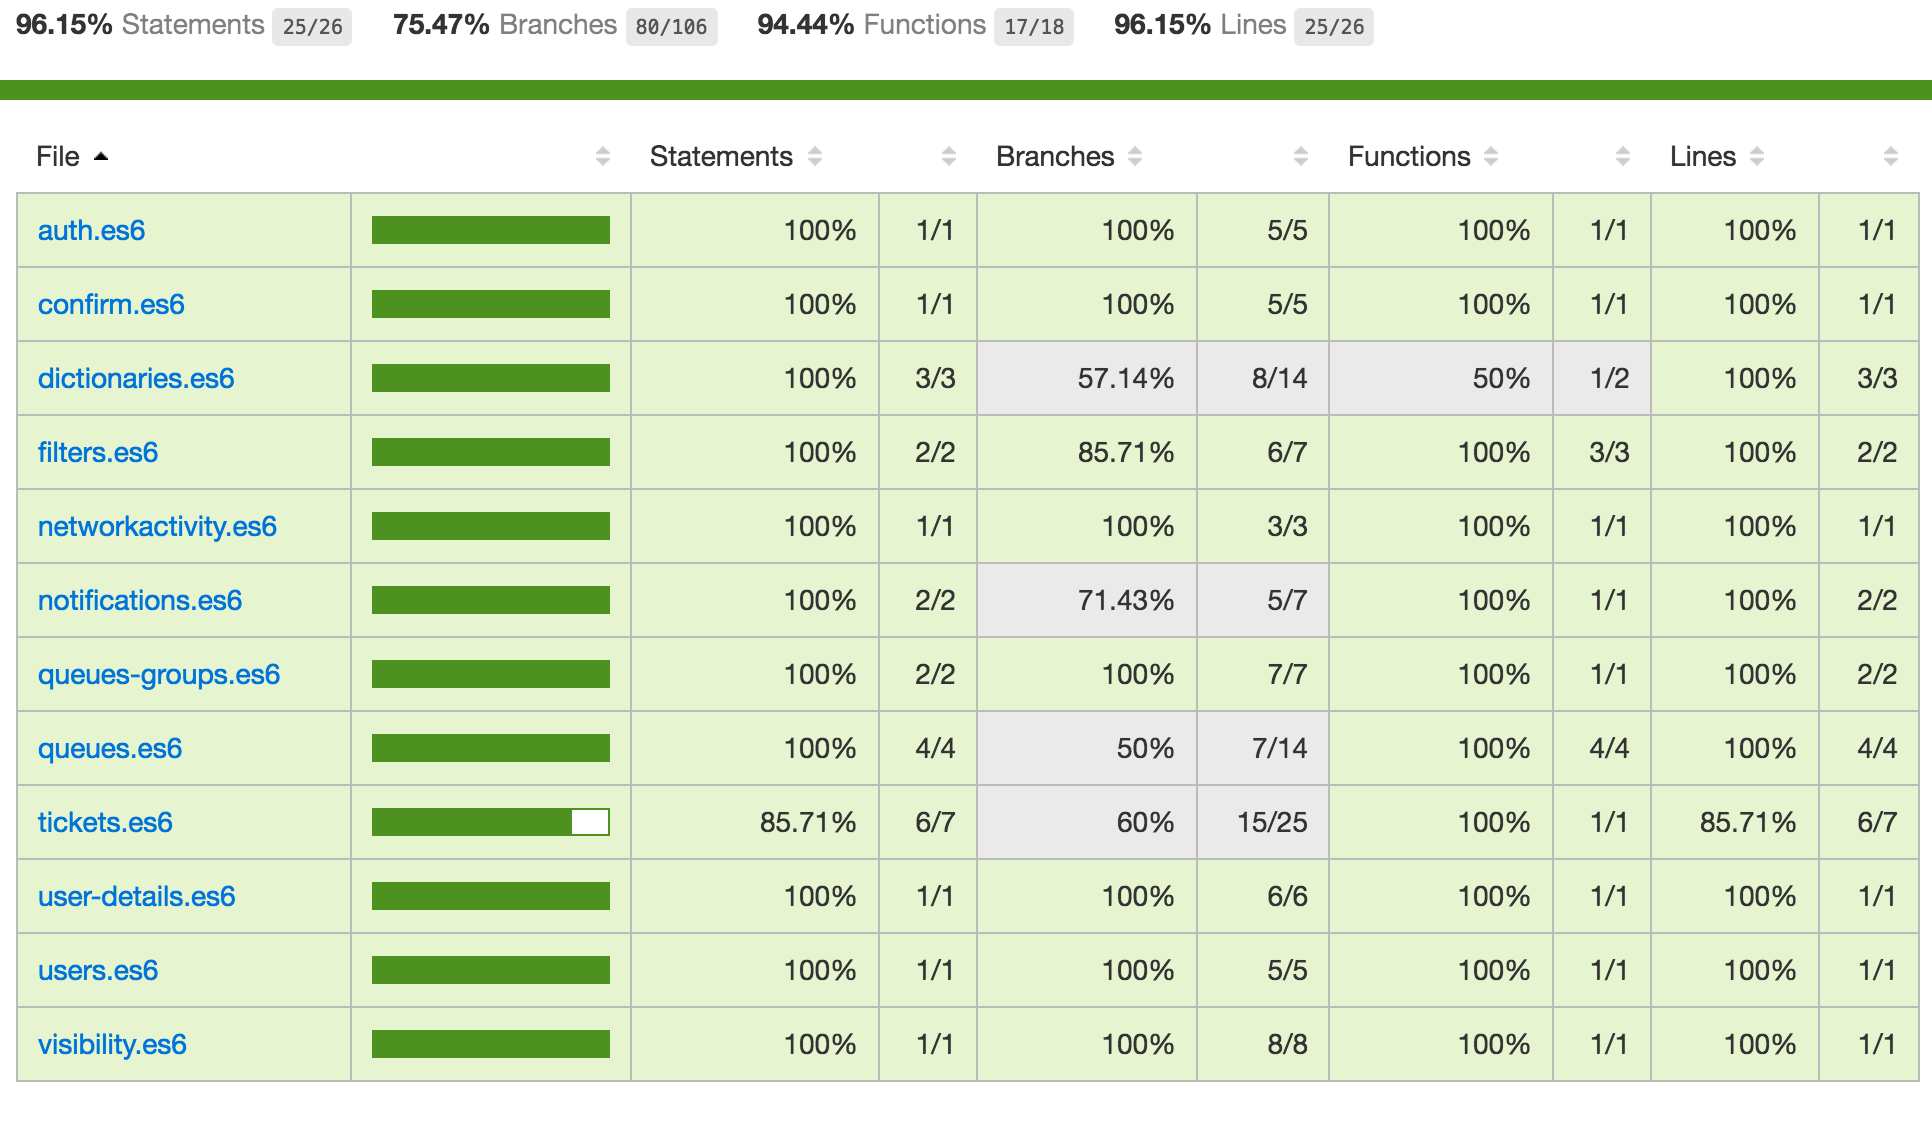 96.15% Statements 25/26 75.47% Branches 80/106 94.44% Functions 17/18 96.15% Lines 25/26
File Statements Branches Functions Lines
auth.es6 100% 1/1 100% 5/5 100% 1/1 100% 1/1
confirm.es6 100% 1/1 100% 5/5 100% 1/1 100% 1/1
dictionaries.es6 100% 3/3 57.14% 8/14 50% 1/2 100% 3/3
filters.es6 100% 2/2 85.71% 6/7 100% 3/3 100% 2/2
networkactivity.es6 100% 1/1 100% 3/3 100% 1/1 100% 1/1
notifications.es6 100% 2/2 71.43% 5/7 100% 1/1 100% 2/2
queues-groups.es6 100% 2/2 100% 7/7 100% 1/1 100% 2/2
queues.es6 100% 4/4 50% 7/14 100% 4/4 100% 4/4
tickets.es6 85.71% 6/7 60% 15/25 100% 1/1 85.71% 6/7
user-details.es6 100% 1/1 100% 6/6 100% 1/1 100% 1/1
users.es6 100% 1/1 100% 5/5 100% 1/1 100% 1/1
visibility.es6 100% 1/1 100% 8/8 100% 1/1 100% 1/1